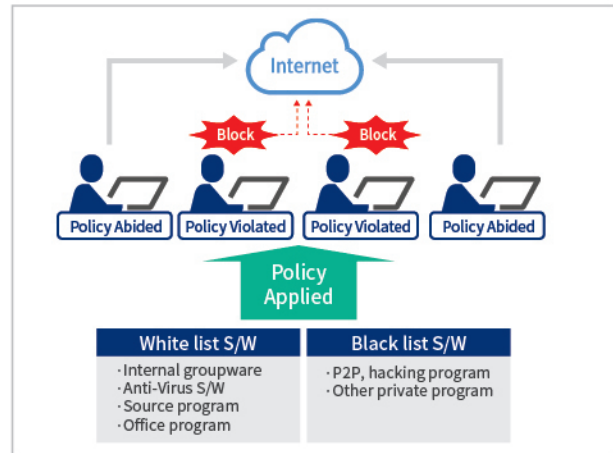 Internet
Block
Block
Policy Abided
Policy Violated
Policy Violated
Policy Abided
Policy
Applied
White list S/W
· Internal groupware
· Anti-Virus S/W
· Source program
· Office program
Black list S/W
· P2P, hacking program
· Other private program